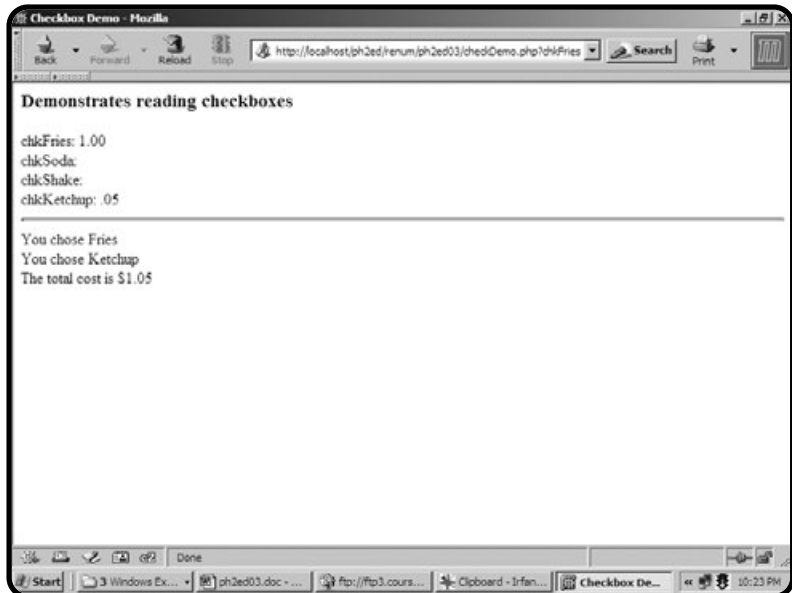 Checkbox Demo - Mozilla
Back Forward Reload Stop http://localhost/ph2ed/renum/ph2ed03/checkDemo.php?chkFries Search Print
Demonstrates reading checkboxes
chkFries: 1.00
chkSoda:
chkShake:
chkKetchup: .05
You chose Fries
You chose Ketchup
The total cost is $1.05
Done
Start 3 Windows Ex... ph2ed03.doc - ... ftp://ftp3.cours... Clipboard - Irfan... Checkbox De... « 10:23 PM